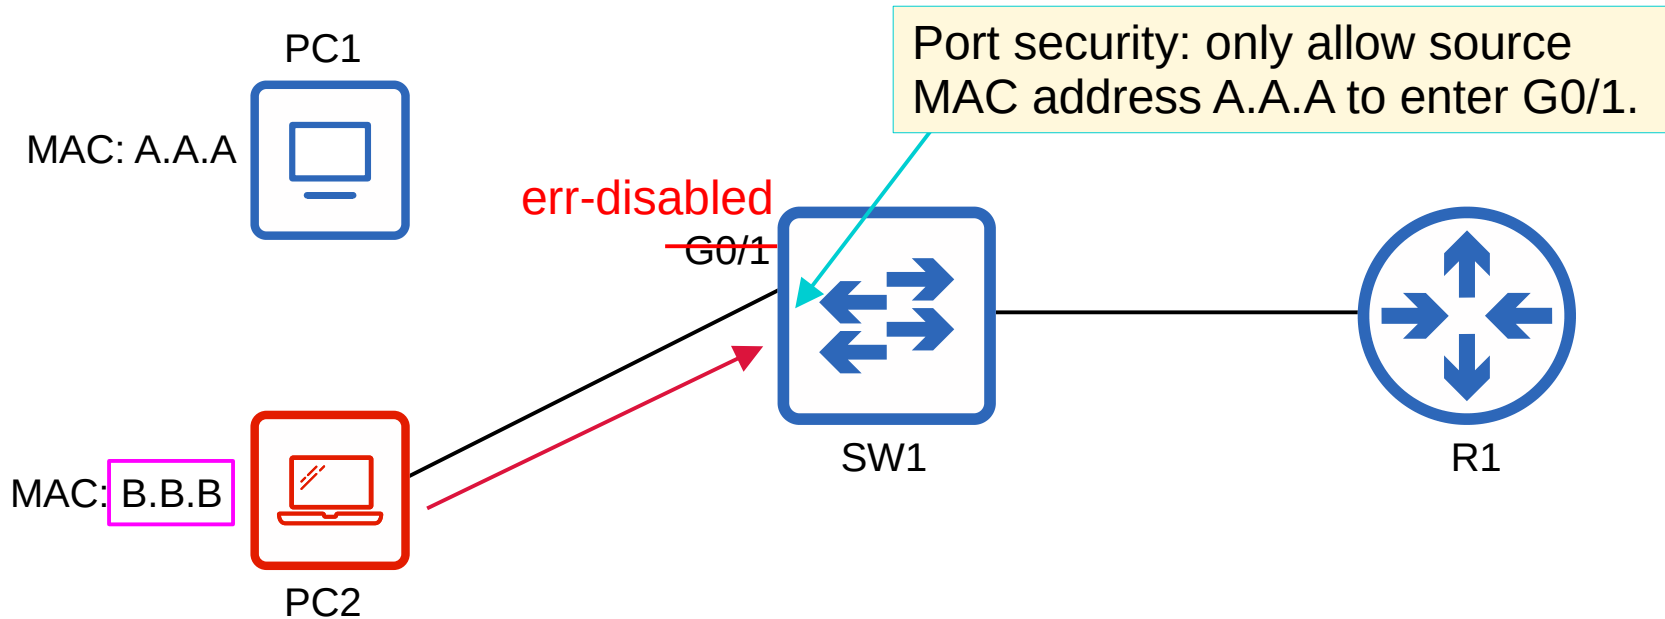 PC1
Port security: only allow source
MAC address A.A.A to enter G0/1.
MAC: A.A.A
err-disabled
G0/1
SW1
R1
MAC: B.B.B
PC2